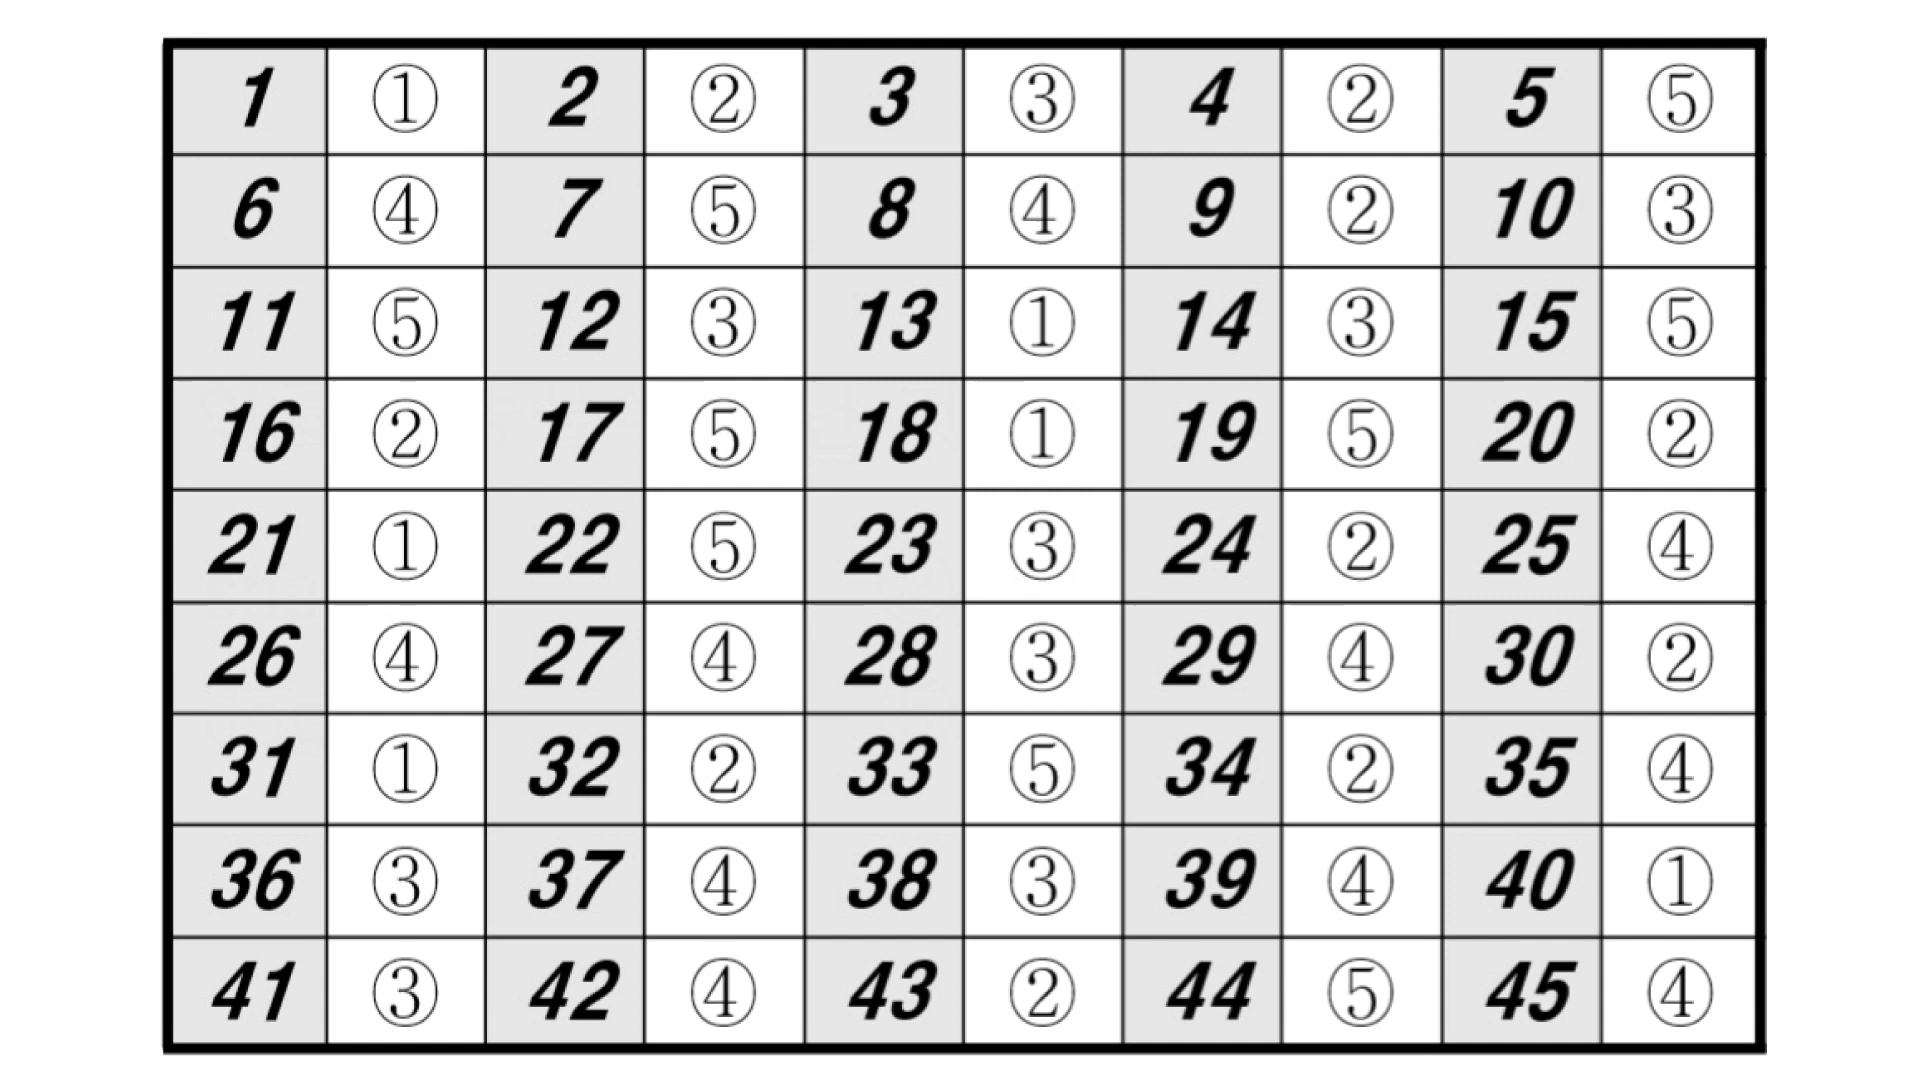 1 ① 2 ② 3 ③ 4 ② 5 ⑤
6 ④ 7 ⑤ 8 ④ 9 ② 10 ③
11 ⑤ 12 ③ 13 ① 14 ③ 15 ⑤
16 ② 17 ⑤ 18 ① 19 ⑤ 20 ②
21 ① 22 ⑤ 23 ③ 24 ② 25 ④
26 ④ 27 ④ 28 ③ 29 ④ 30 ②
31 ① 32 ② 33 ⑤ 34 ② 35 ④
36 ③ 37 ④ 38 ③ 39 ④ 40 ①
41 ③ 42 ④ 43 ② 44 ⑤ 45 ④